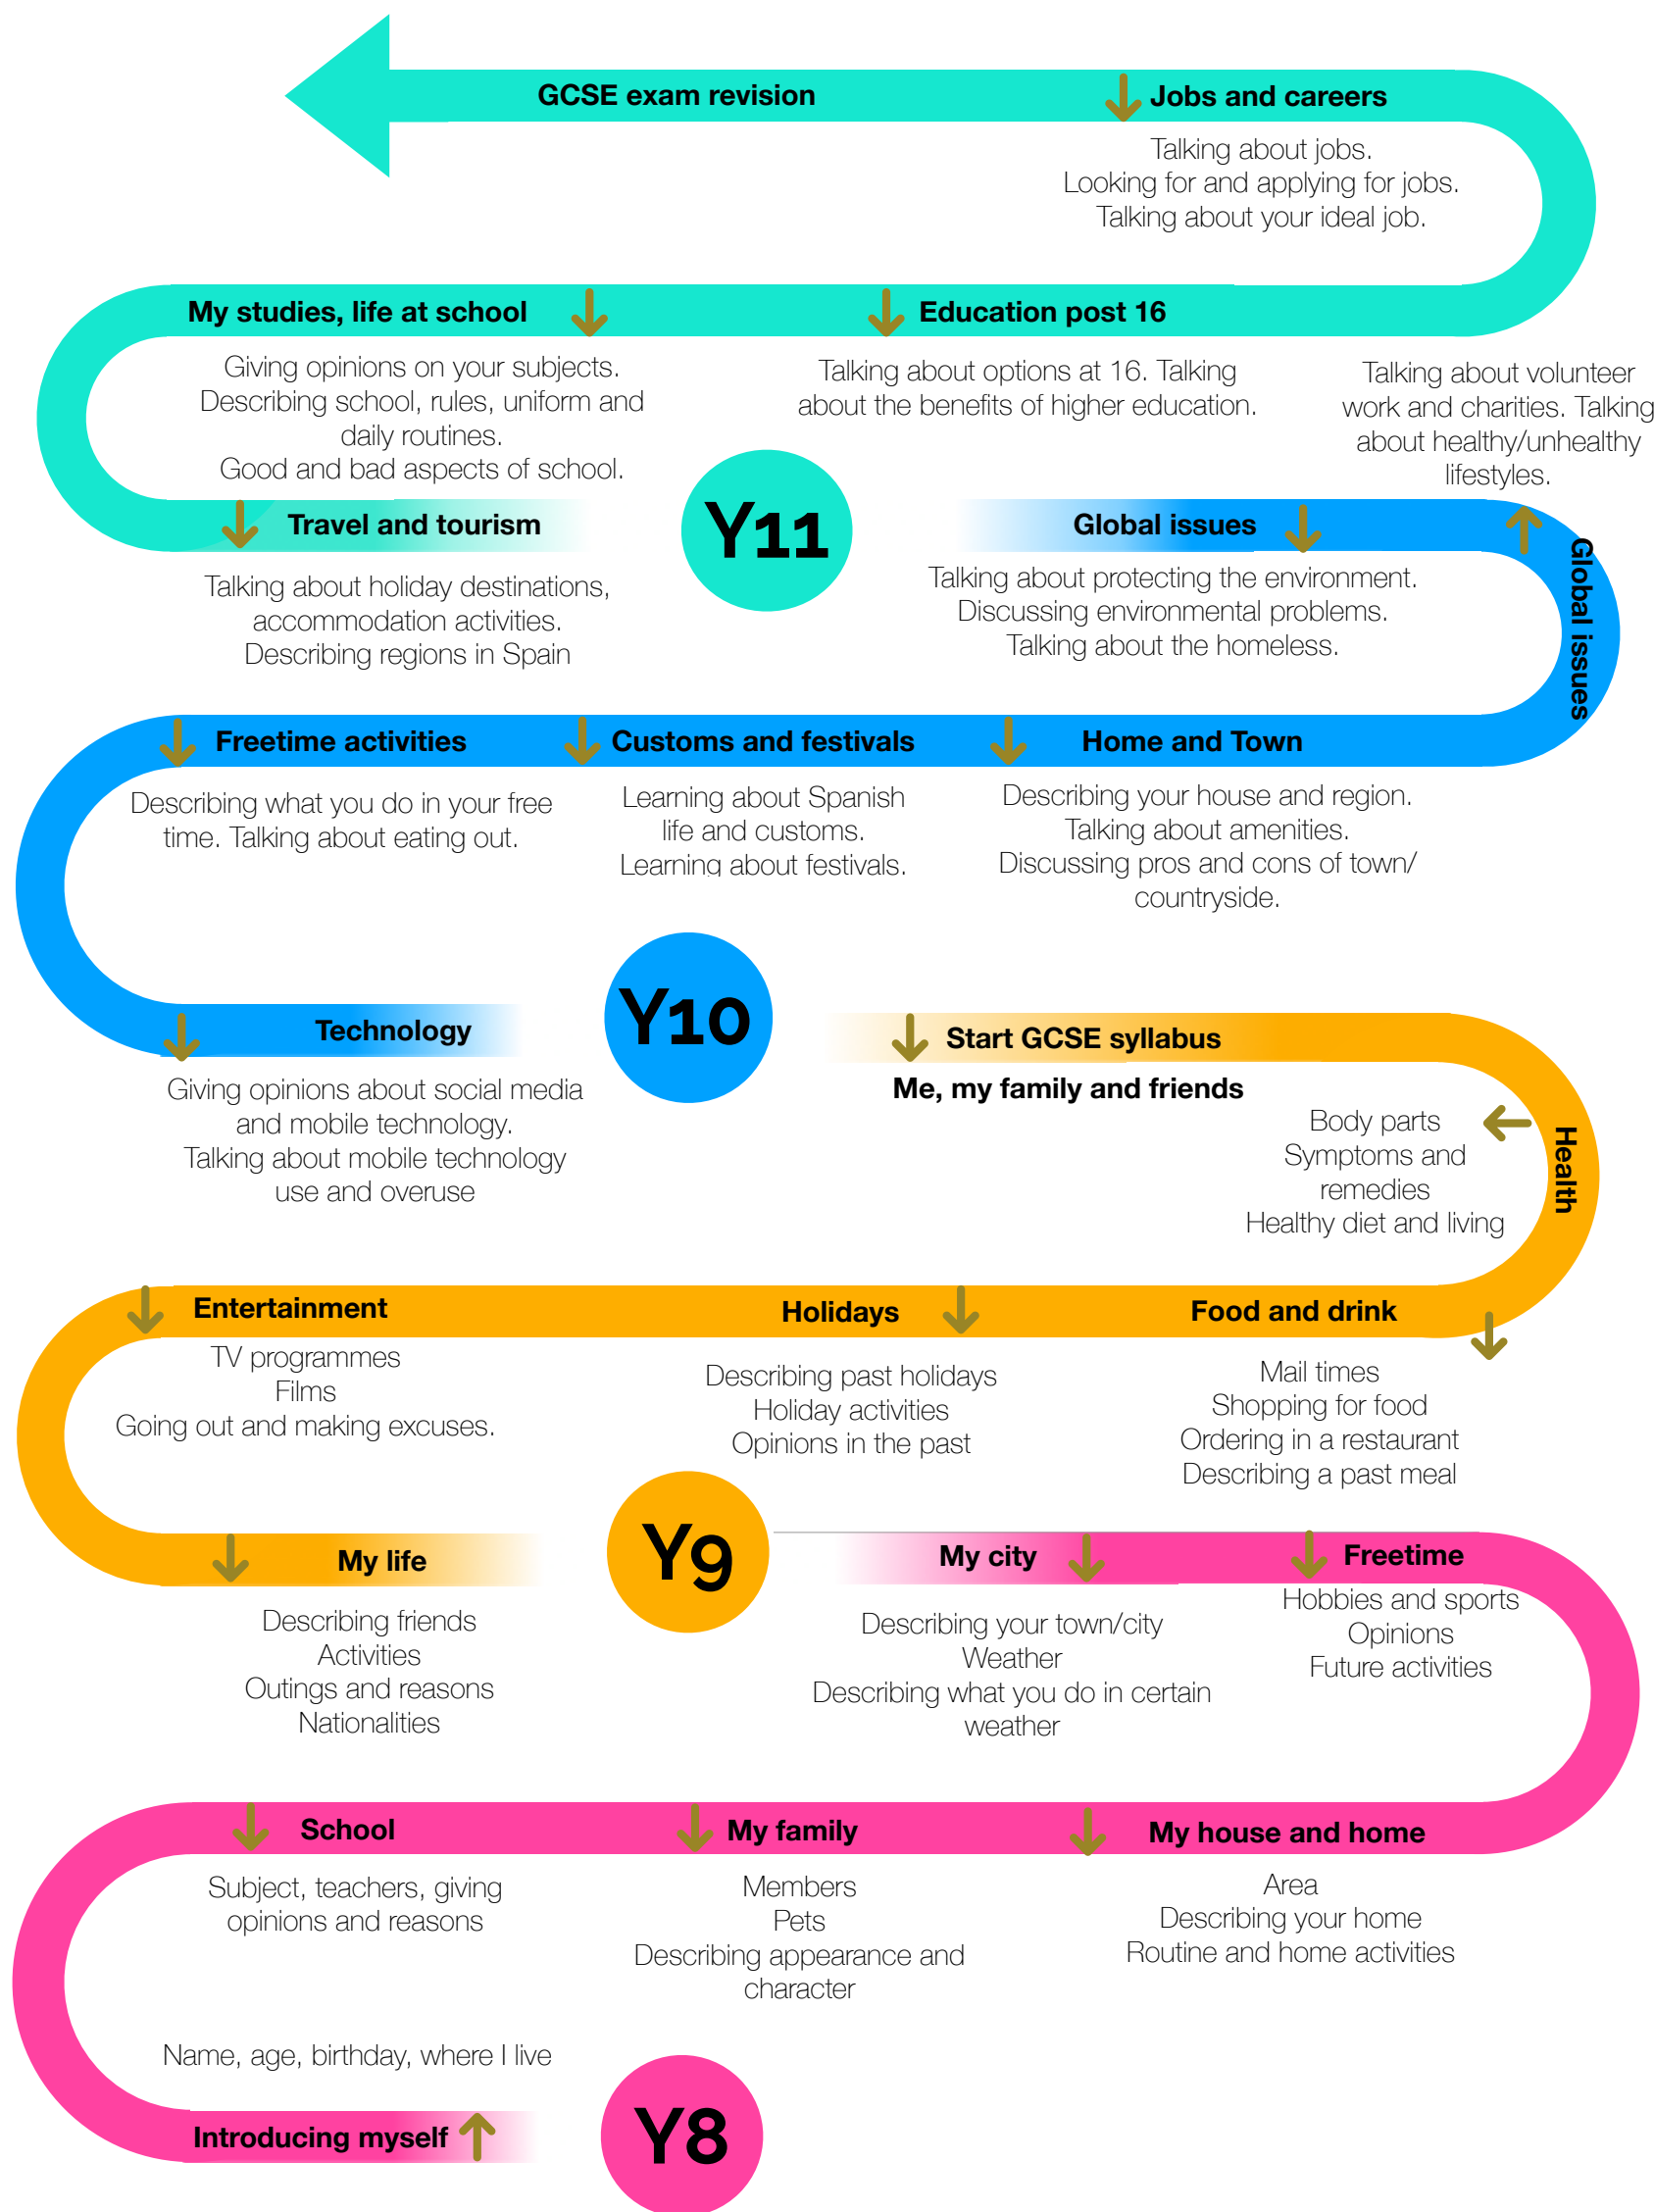 GCSE exam revision
Jobs and careers
Talking about jobs.
Looking for and applying for jobs.
Talking about your ideal job.
My studies, life at school
Education post 16
Giving opinions on your subjects.
Describing school, rules, uniform and
daily routines.
Good and bad aspects of school.
Talking about options at 16. Talking
about the benefits of higher education.
Talking about volunteer
work and charities. Talking
about healthy/unhealthy
lifestyles.
Travel and tourism
Y11
Global issues
Global issues
Talking about holiday destinations,
accommodation activities.
Describing regions in Spain
Talking about protecting the environment.
Discussing environmental problems.
Talking about the homeless.
Freetime activities
Customs and festivals
Home and Town
Describing what you do in your free
time. Talking about eating out.
Learning about Spanish
life and customs.
Learning about festivals.
Describing your house and region.
Talking about amenities.
Discussing pros and cons of town/
countryside.
Technology
Y10
Start GCSE syllabus
Me, my family and friends
Giving opinions about social media
and mobile technology.
Talking about mobile technology
use and overuse
Body parts
Symptoms and
remedies
Healthy diet and living
Health
Entertainment
Holidays
Food and drink
TV programmes
Films
Going out and making excuses.
Describing past holidays
Holiday activities
Opinions in the past
Mail times
Shopping for food
Ordering in a restaurant
Describing a past meal
My life
Y9
My city
Freetime
Describing friends
Activities
Outings and reasons
Nationalities
Describing your town/city
Weather
Describing what you do in certain
weather
Hobbies and sports
Opinions
Future activities
School
My family
My house and home
Subject, teachers, giving
opinions and reasons
Members
Pets
Describing appearance and
character
Area
Describing your home
Routine and home activities
Name, age, birthday, where I live
Introducing myself
Y8